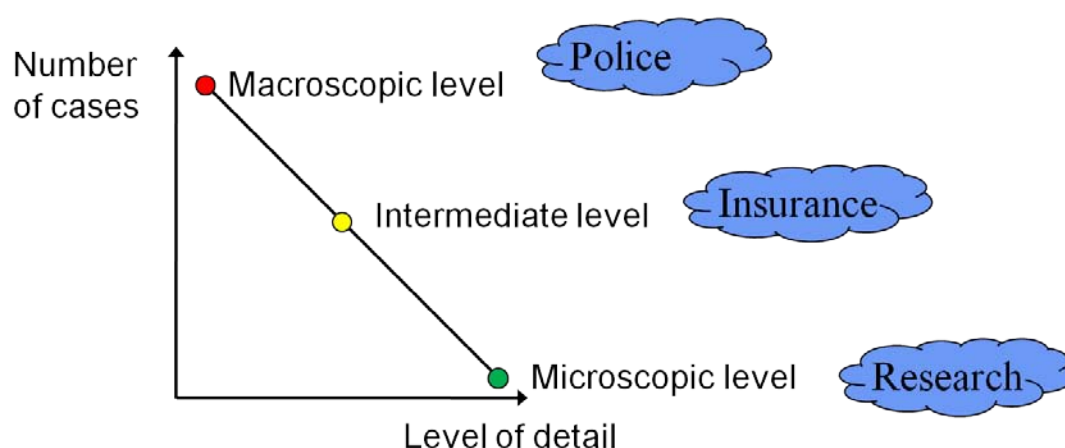 Number
of cases
Macroscopic level
Police
Intermediate level
Insurance
Microscopic level
Research
Level of detail